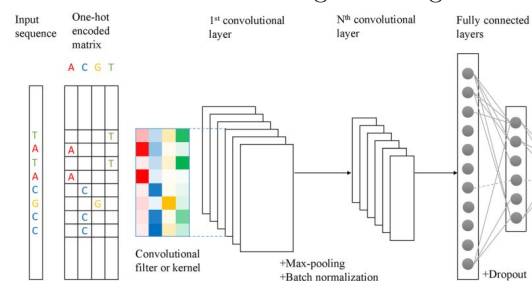 Input
sequence
One-hot
encoded
matrix
1st convolutional
layer
Nth convolutional
layer
Fully connected
layers
A C G T
T
A
T
A
C
G
C
C
T
A
T
A
C
G
C
C
Convolutional
filter or kernel
+Max-pooling
+Batch normalization
+Dropout